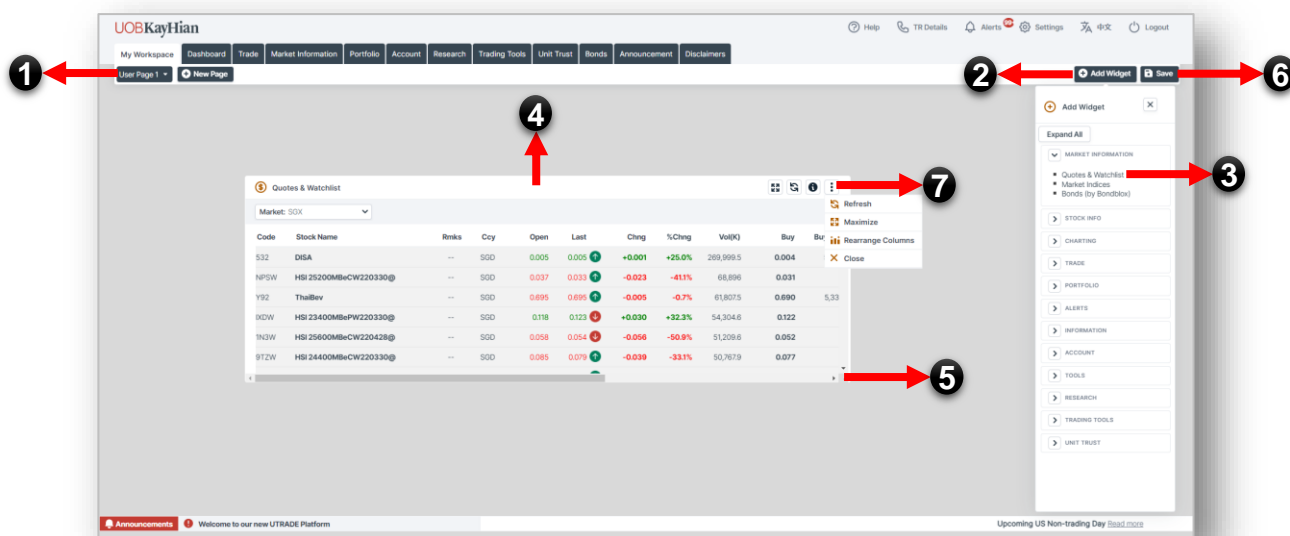 UOBKayHian
Help TR Details Alerts 99+ Settings 中文 Logout
My Workspace Dashboard Trade Market Information Portfolio Account Research Trading Tools Unit Trust Bonds Announcement Disclaimers
1 User Page 1 New Page 2 Add Widget Save 6
Add Widget
Expand All
MARKET INFORMATION
Quotes & Watchlist 3
Market Indices
Bonds (by Bondblox)
STOCK INFO
CHARTING
TRADE
PORTFOLIO
ALERTS
INFORMATION
ACCOUNT
TOOLS
RESEARCH
TRADING TOOLS
UNIT TRUST
4
Quotes & Watchlist 7
Market: SGX
Refresh
Maximize
Rearrange Columns
Close
Code Stock Name Rmks Ccy Open Last Chng %Chng Vol(K) Buy
532 DISA -- SGD 0.005 0.005 +0.001 +25.0% 269,999.5 0.004
NPSW HSI 25200MBeCW220330@ -- SGD 0.037 0.033 -0.023 -41.1% 68,896 0.031
Y92 ThaiBev -- SGD 0.695 0.695 -0.005 -0.7% 61,807.5 0.690 5,33
IXDW HSI 23400MBePW220330@ -- SGD 0.118 0.123 +0.030 +32.3% 54,304.6 0.122
1N3W HSI 25600MBeCW220428@ -- SGD 0.058 0.054 -0.056 -50.9% 51,209.6 0.052
9TZW HSI 24400MBeCW220330@ -- SGD 0.085 0.079 -0.039 -33.1% 50,767.9 0.077
5
Announcements Welcome to our new UTRADE Platform Upcoming US Non-trading Day Read more